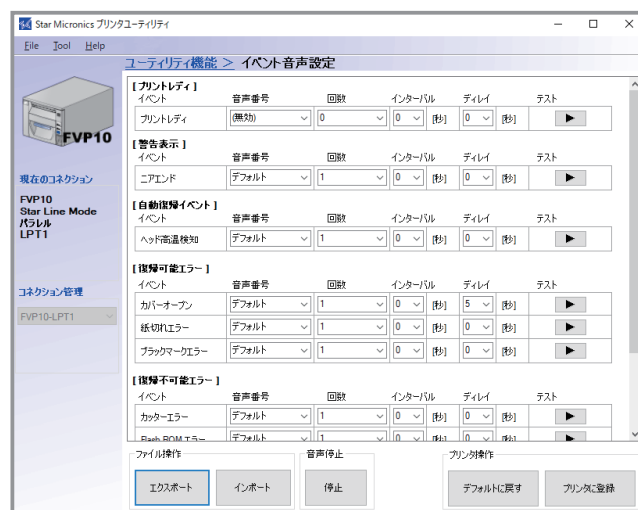 Star Micronics プリンタユーティリティ
File Tool Help
ユーティリティ機能 > イベント音声設定
FVP10
現在のコネクション
FVP10
Star Line Mode
パラレル
LPT1
コネクション管理
FVP10-LPT1
[ プリントレディ ]
イベント 音声番号 回数 インターバル ディレイ テスト
プリントレディ (無効) 0 0 [秒] 0 [秒]
[ 警告表示 ]
イベント 音声番号 回数 インターバル ディレイ テスト
ニアエンド デフォルト 1 0 [秒] 0 [秒]
[ 自動復帰イベント ]
イベント 音声番号 回数 インターバル ディレイ テスト
ヘッド高温検知 デフォルト 1 0 [秒] 0 [秒]
[ 復帰可能エラー ]
イベント 音声番号 回数 インターバル ディレイ テスト
カバーオープン デフォルト 1 0 [秒] 5 [秒]
紙切れエラー デフォルト 1 0 [秒] 0 [秒]
ブラックマークエラー デフォルト 1 0 [秒] 0 [秒]
[ 復帰不可能エラー ]
イベント 音声番号 回数 インターバル ディレイ テスト
カッターエラー デフォルト 1 0 [秒] 0 [秒]
Flash ROM エラー デフォルト 1 0 [秒] 0 [秒]
ファイル操作 音声停止 プリンタ操作
エクスポート インポート 停止 デフォルトに戻す プリンタに登録